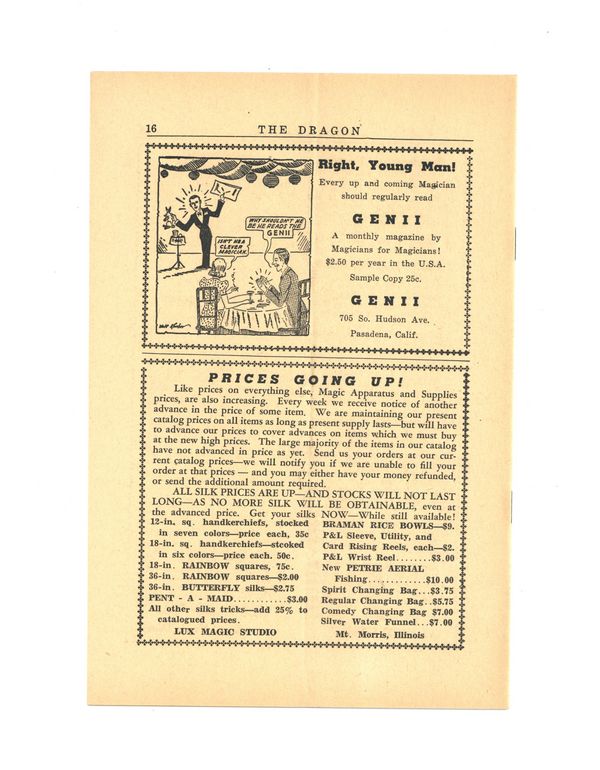 16
THE DRAGON
ISN'T HE A
CLEVER
MAGICIAN.
WHY SHOULDN'T HE
BE HE READS THE
GENII
Right, Young Man!
Every up and coming Magician
should regularly read
GENII
A monthly magazine by
Magicians for Magicians!
$2.50 per year in the U.S.A.
Sample Copy 25c.
GENII
705 So. Hudson Ave.
Pasadena, Calif.
PRICES GOING UP!
Like prices on everything else, Magic Apparatus and Supplies
prices, are also increasing. Every week we receive notice of another
advance in the price of some item. We are maintaining our present
catalog prices on all items as long as present supply lasts—but will have
to advance our prices to cover advances on items which we must buy
at the new high prices. The large majority of the items in our catalog
have not advanced in price as yet. Send us your orders at our cur-
rent catalog prices—we will notify you if we are unable to fill your
order at that prices — and you may either have your money refunded,
or send the additional amount required.
ALL SILK PRICES ARE UP—AND STOCKS WILL NOT LAST
LONG—AS NO MORE SILK WILL BE OBTAINABLE, even at
the advanced price. Get your silks NOW—While still available!
12-in. sq. handkerchiefs, stocked
in seven colors—price each, 35c
18-in. sq. handkerchiefs—stcoked
in six colors—price each. 50c.
18-in. RAINBOW squares, 75c.
36-in. RAINBOW squares—$2.00
36-in. BUTTERFLY silks—$2.75
PENT - A - MAID............$3.00
All other silks tricks—add 25% to
catalogued prices.
LUX MAGIC STUDIO
BRAMAN RICE BOWLS—$9.
P&L Sleeve, Utility, and
Card Rising Reels, each—$2.
P&L Wrist Reel.......$3.00
New PETRIE AERIAL
Fishing............$10.00
Spirit Changing Bag...$3.75
Regular Changing Bag..$5.75
Comedy Changing Bag $7.00
Silver Water Funnel...$7.00
Mt. Morris, Illinois